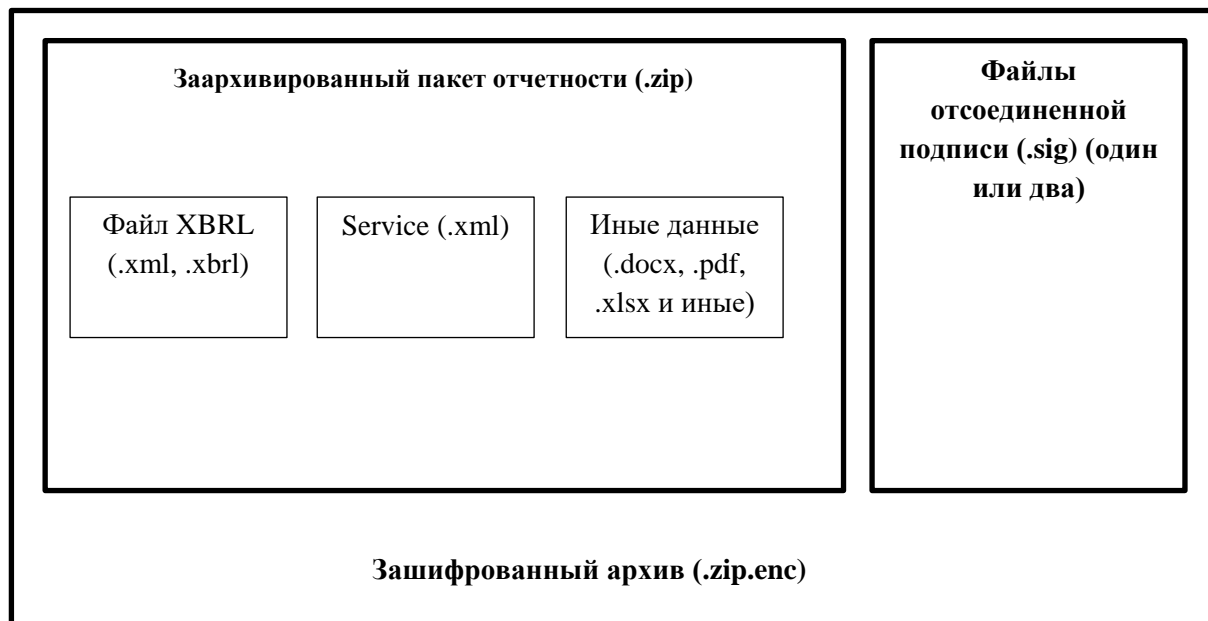 Заархивированный пакет отчетности (.zip)
Файлы
отсоединенной
подписи (.sig) (один
или два)
Файл XBRL
(.xml, .xbrl)
Service (.xml)
Иные данные
(.docx, .pdf,
.xlsx и иные)
Зашифрованный архив (.zip.enc)